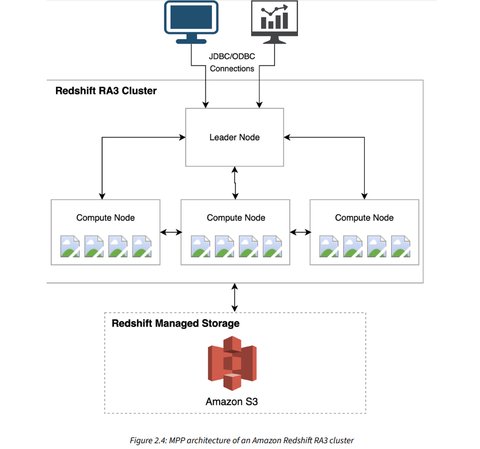 JDBC/ODBC
Connections
Redshift RA3 Cluster
Leader Node
Compute Node
Compute Node
Compute Node
Redshift Managed Storage
Amazon S3
Figure 2.4: MPP architecture of an Amazon Redshift RA3 cluster